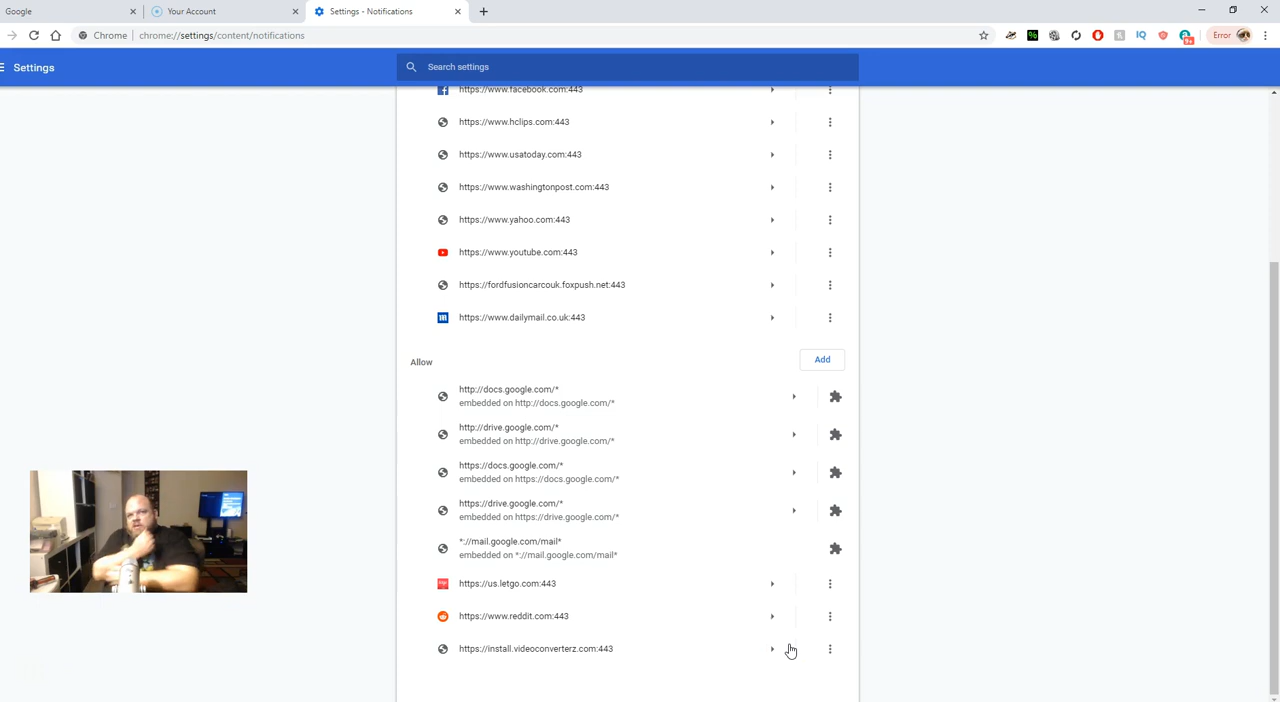 Google
Your Account
Settings - Notifications
Chrome
chrome://settings/content/notifications
Error
Settings
Search settings
https://www.facebook.com:443
https://www.hclips.com:443
https://www.usatoday.com:443
https://www.washingtonpost.com:443
https://www.yahoo.com:443
https://www.youtube.com:443
https://fordfusioncarcouk.foxpush.net:443
https://www.dailymail.co.uk:443
Allow
Add
http://docs.google.com/*
embedded on http://docs.google.com/*
http://drive.google.com/*
embedded on http://drive.google.com/*
https://docs.google.com/*
embedded on https://docs.google.com/*
https://drive.google.com/*
embedded on https://drive.google.com/*
*://mail.google.com/mail*
embedded on *://mail.google.com/mail*
https://us.letgo.com:443
https://www.reddit.com:443
https://install.videoconverterz.com:443